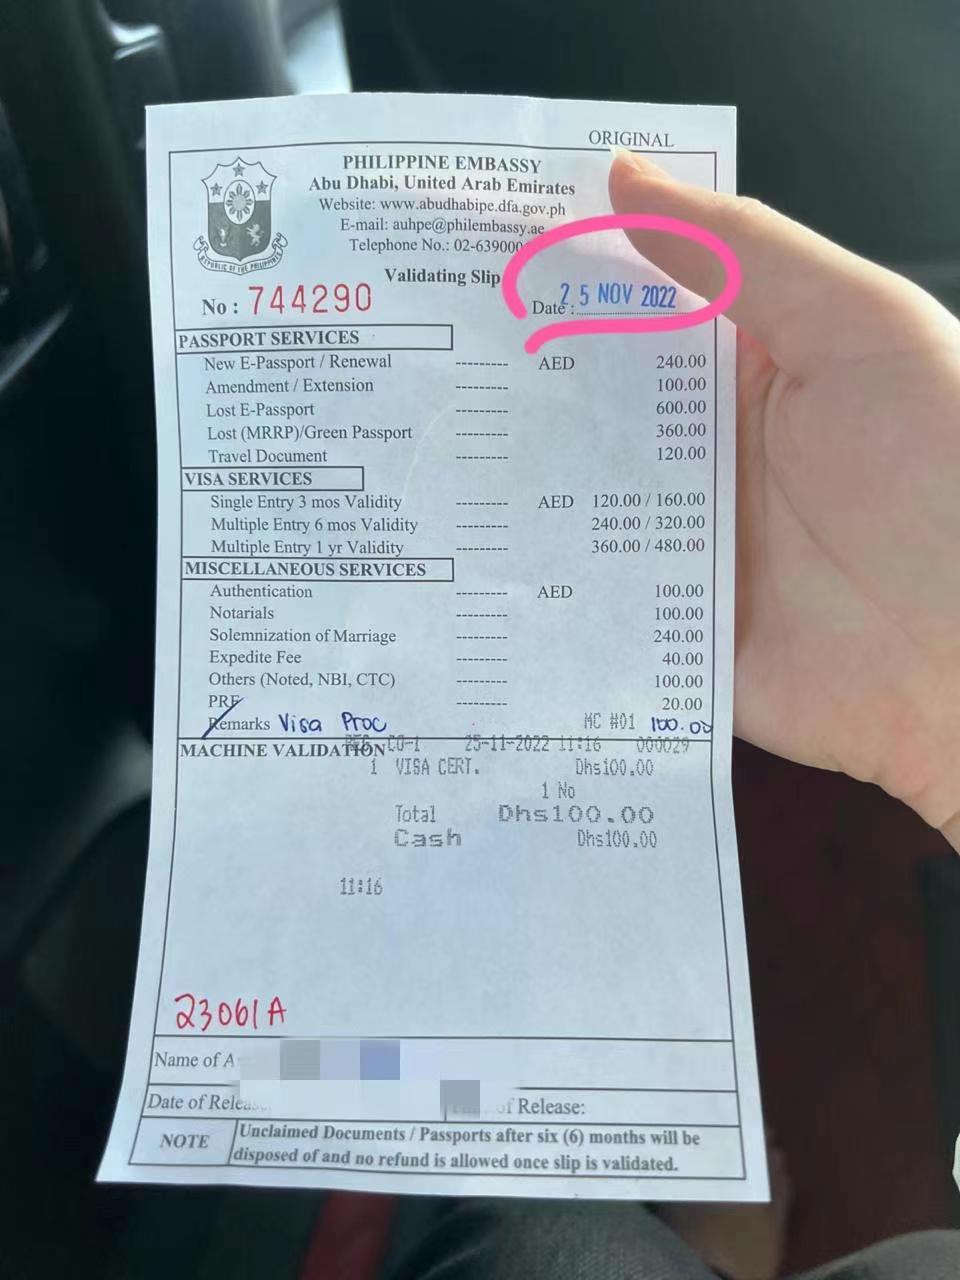 ORIGINAL
PHILIPPINE EMBASSY
Abu Dhabi, United Arab Emirates
Website: www.abudhabipe.dfa.gov.ph
E-mail: auhpe@philembassy.ae
Telephone No.: 02-639000
REPUBLIC OF THE PHILIPPINES
Validating Slip
No : 744290 Date : 25 NOV 2022
PASSPORT SERVICES
New E-Passport / Renewal --------- AED 240.00
Amendment / Extension --------- 100.00
Lost E-Passport --------- 600.00
Lost (MRRP)/Green Passport --------- 360.00
Travel Document --------- 120.00
VISA SERVICES
Single Entry 3 mos Validity --------- AED 120.00 / 160.00
Multiple Entry 6 mos Validity --------- 240.00 / 320.00
Multiple Entry 1 yr Validity --------- 360.00 / 480.00
MISCELLANEOUS SERVICES
Authentication --------- AED 100.00
Notarials --------- 100.00
Solemnization of Marriage --------- 240.00
Expedite Fee --------- 40.00
Others (Noted, NBI, CTC) --------- 100.00
PRF --------- 20.00
Remarks Visa Proc MC #01 100.00
MACHINE VALIDATION CO-1 25-11-2022 11:16 000029
1 VISA CERT. Dhs100.00
1 No
Total Dhs100.00
Cash Dhs100.00
11:16
23061A
Name of A
Date of Release of Release:
NOTE Unclaimed Documents / Passports after six (6) months will be
disposed of and no refund is allowed once slip is validated.